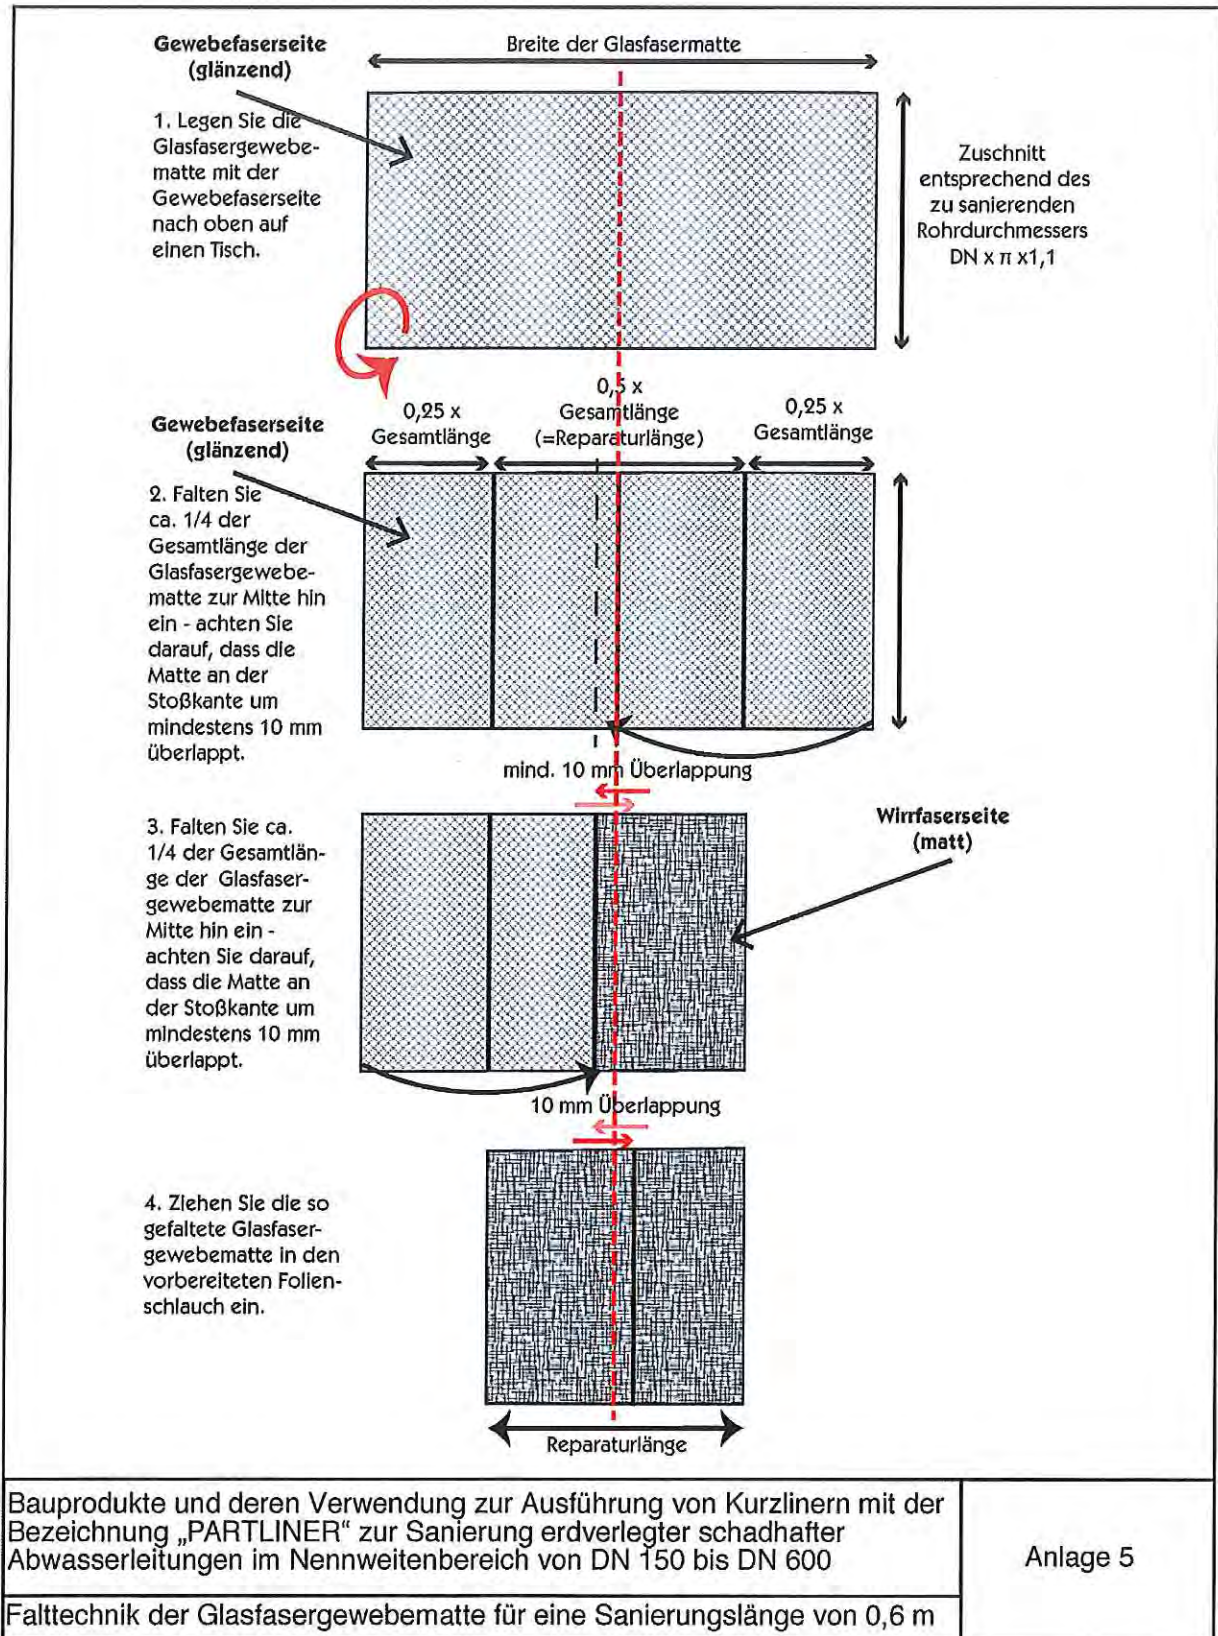 Gewebefaserseite
(glänzend)
Breite der Glasfasermatte
1. Legen Sie die
Glasfasergewebe-
matte mit der
Gewebefaserseite
nach oben auf
einen Tisch.
Zuschnitt
entsprechend des
zu sanierenden
Rohrdurchmessers
DN x π x1,1
Gewebefaserseite
(glänzend)
0,25 x
Gesamtlänge
0,5 x
Gesamtlänge
(=Reparaturlänge)
0,25 x
Gesamtlänge
2. Falten Sie
ca. 1/4 der
Gesamtlänge der
Glasfasergewebe-
matte zur Mitte hin
ein - achten Sie
darauf, dass die
Matte an der
Stoßkante um
mindestens 10 mm
überlappt.
mind. 10 mm Überlappung
3. Falten Sie ca.
1/4 der Gesamtlän-
ge der Glasfaser-
gewebematte zur
Mitte hin ein -
achten Sie darauf,
dass die Matte an
der Stoßkante um
mindestens 10 mm
überlappt.
Wirrfaserseite
(matt)
10 mm Überlappung
4. Ziehen Sie die so
gefaltete Glasfaser-
gewebematte in den
vorbereiteten Folien-
schlauch ein.
Reparaturlänge
Bauprodukte und deren Verwendung zur Ausführung von Kurzlinern mit der
Bezeichnung „PARTLINER“ zur Sanierung erdverlegter schadhafter
Abwasserleitungen im Nennweitenbereich von DN 150 bis DN 600
Anlage 5
Falttechnik der Glasfasergewebematte für eine Sanierungslänge von 0,6 m